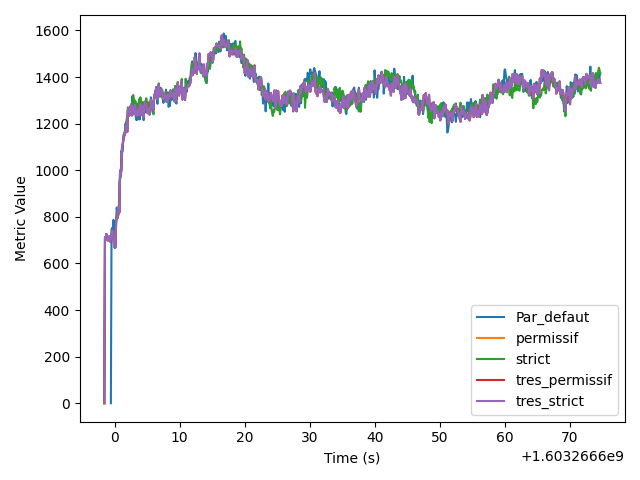 1600
1400
1200
1000
800
600
400
200
0
Metric Value
0 10 20 30 40 50 60 70
Time (s)
+1.6032666e9
Par_defaut
permissif
strict
tres_permissif
tres_strict